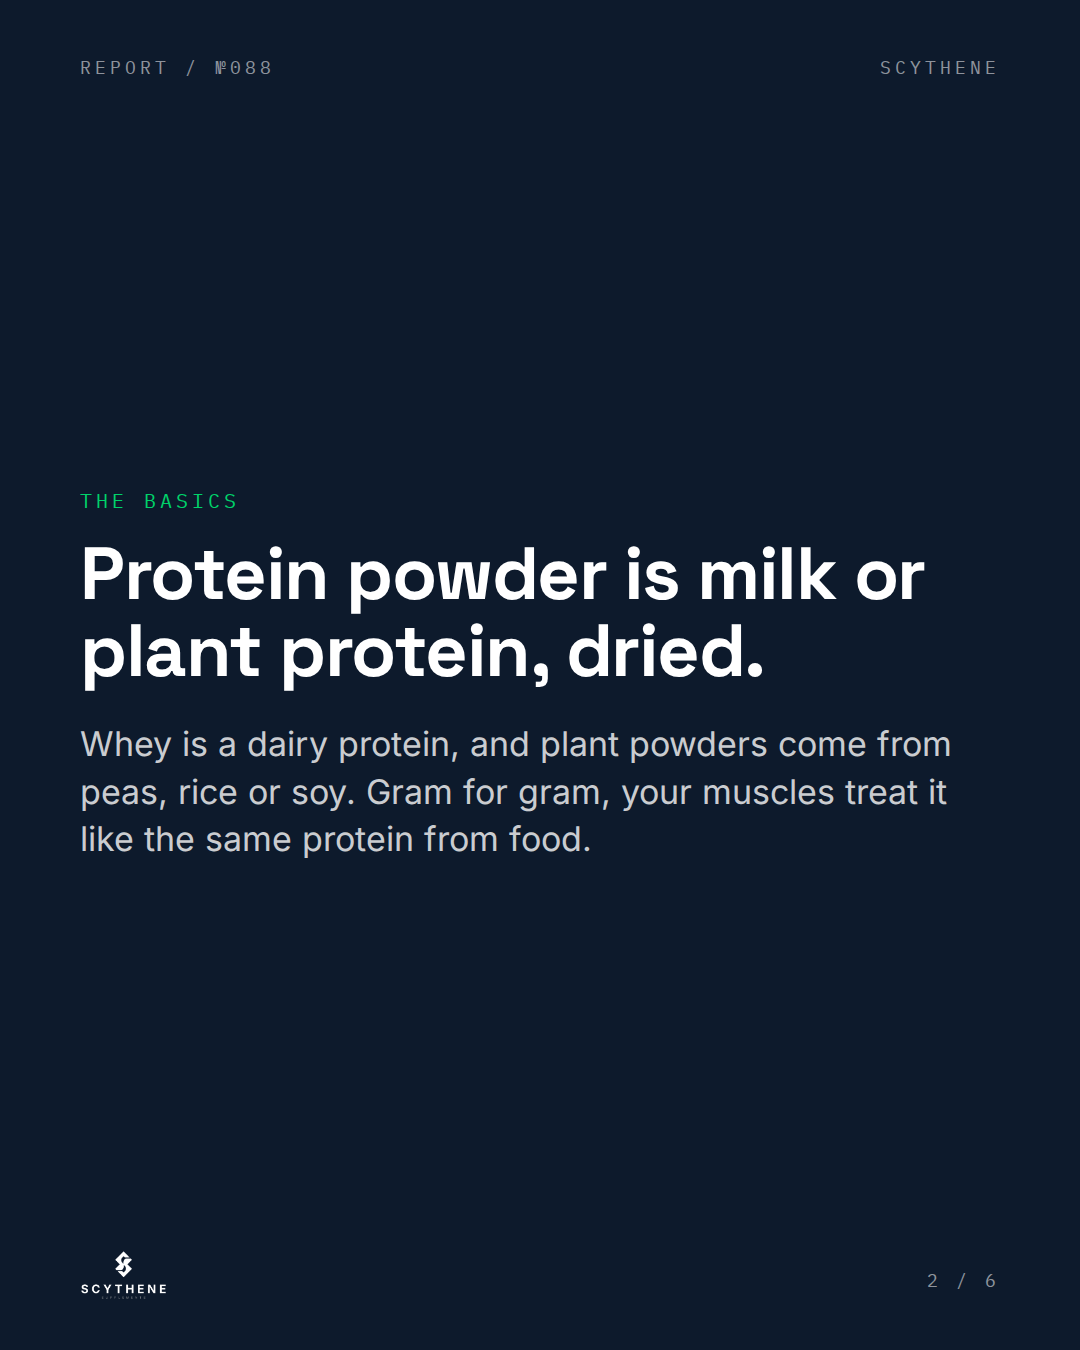 REPORT / №088
SCYTHENE
THE BASICS
Protein powder is milk or
plant protein, dried.
Whey is a dairy protein, and plant powders come from
peas, rice or soy. Gram for gram, your muscles treat it
like the same protein from food.
SCYTHENE
2 / 6